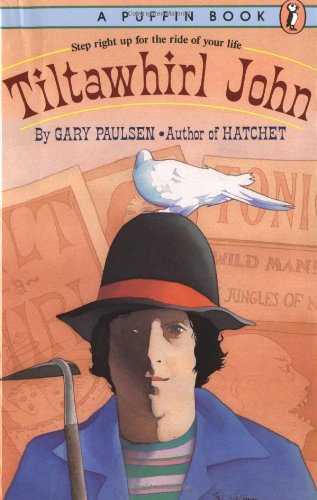 A PUFFIN BOOK
Step right up for the ride of your life
Tiltawhirl John
By GARY PAULSEN • Author of HATCHET
TONI
WILD MAN!
JUNGLES OF N